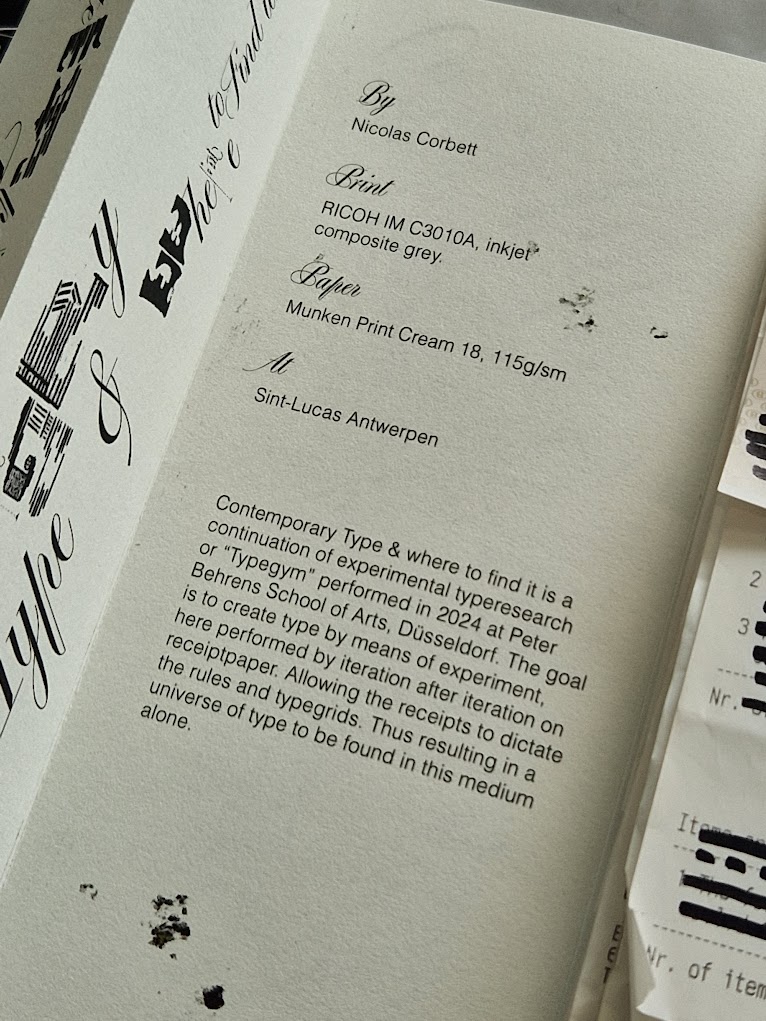 By
Nicolas Corbett
Print
RICOH IM C3010A, inkjet
composite grey.
Paper
Munken Print Cream 18, 115g/sm
At
Sint-Lucas Antwerpen
Contemporary Type & where to find it is a
continuation of experimental typeresearch
or “Typegym” performed in 2024 at Peter
Behrens School of Arts, Düsseldorf. The goal
is to create type by means of experiment,
here performed by iteration after iteration on
receiptpaper. Allowing the receipts to dictate
the rules and typegrids. Thus resulting in a
universe of type to be found in this medium
alone.
to Find
&
Type
2
3
Nr.
Items
Nr. of item